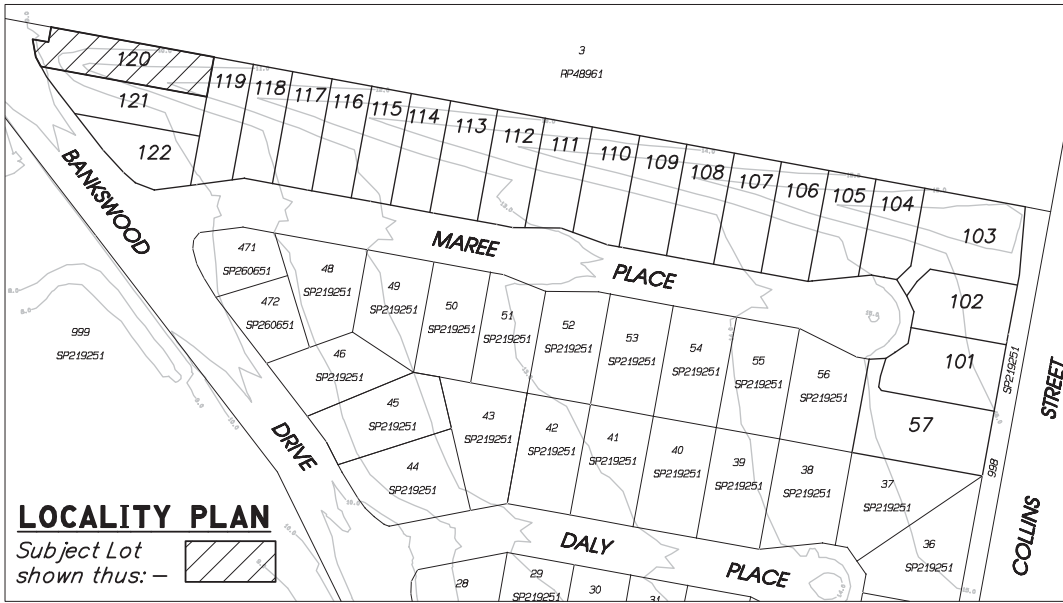 3
RP48961
120
119
118
117
116
115
114
113
112
111
110
109
108
107
106
105
104
103
121
122
102
101
57
BANKSWOOD
DRIVE
MAREE
PLACE
SP219251
998
STREET
COLLINS
471
SP260651
472
SP260651
48
SP219251
49
SP219251
50
SP219251
51
SP219251
52
SP219251
53
SP219251
54
SP219251
55
SP219251
56
SP219251
46
SP219251
45
SP219251
44
SP219251
43
SP219251
42
SP219251
41
SP219251
40
SP219251
39
SP219251
38
SP219251
37
SP219251
36
SP219251
999
SP219251
DALY
PLACE
28
29
SP219251
30
31
LOCALITY PLAN
Subject Lot
shown thus: –